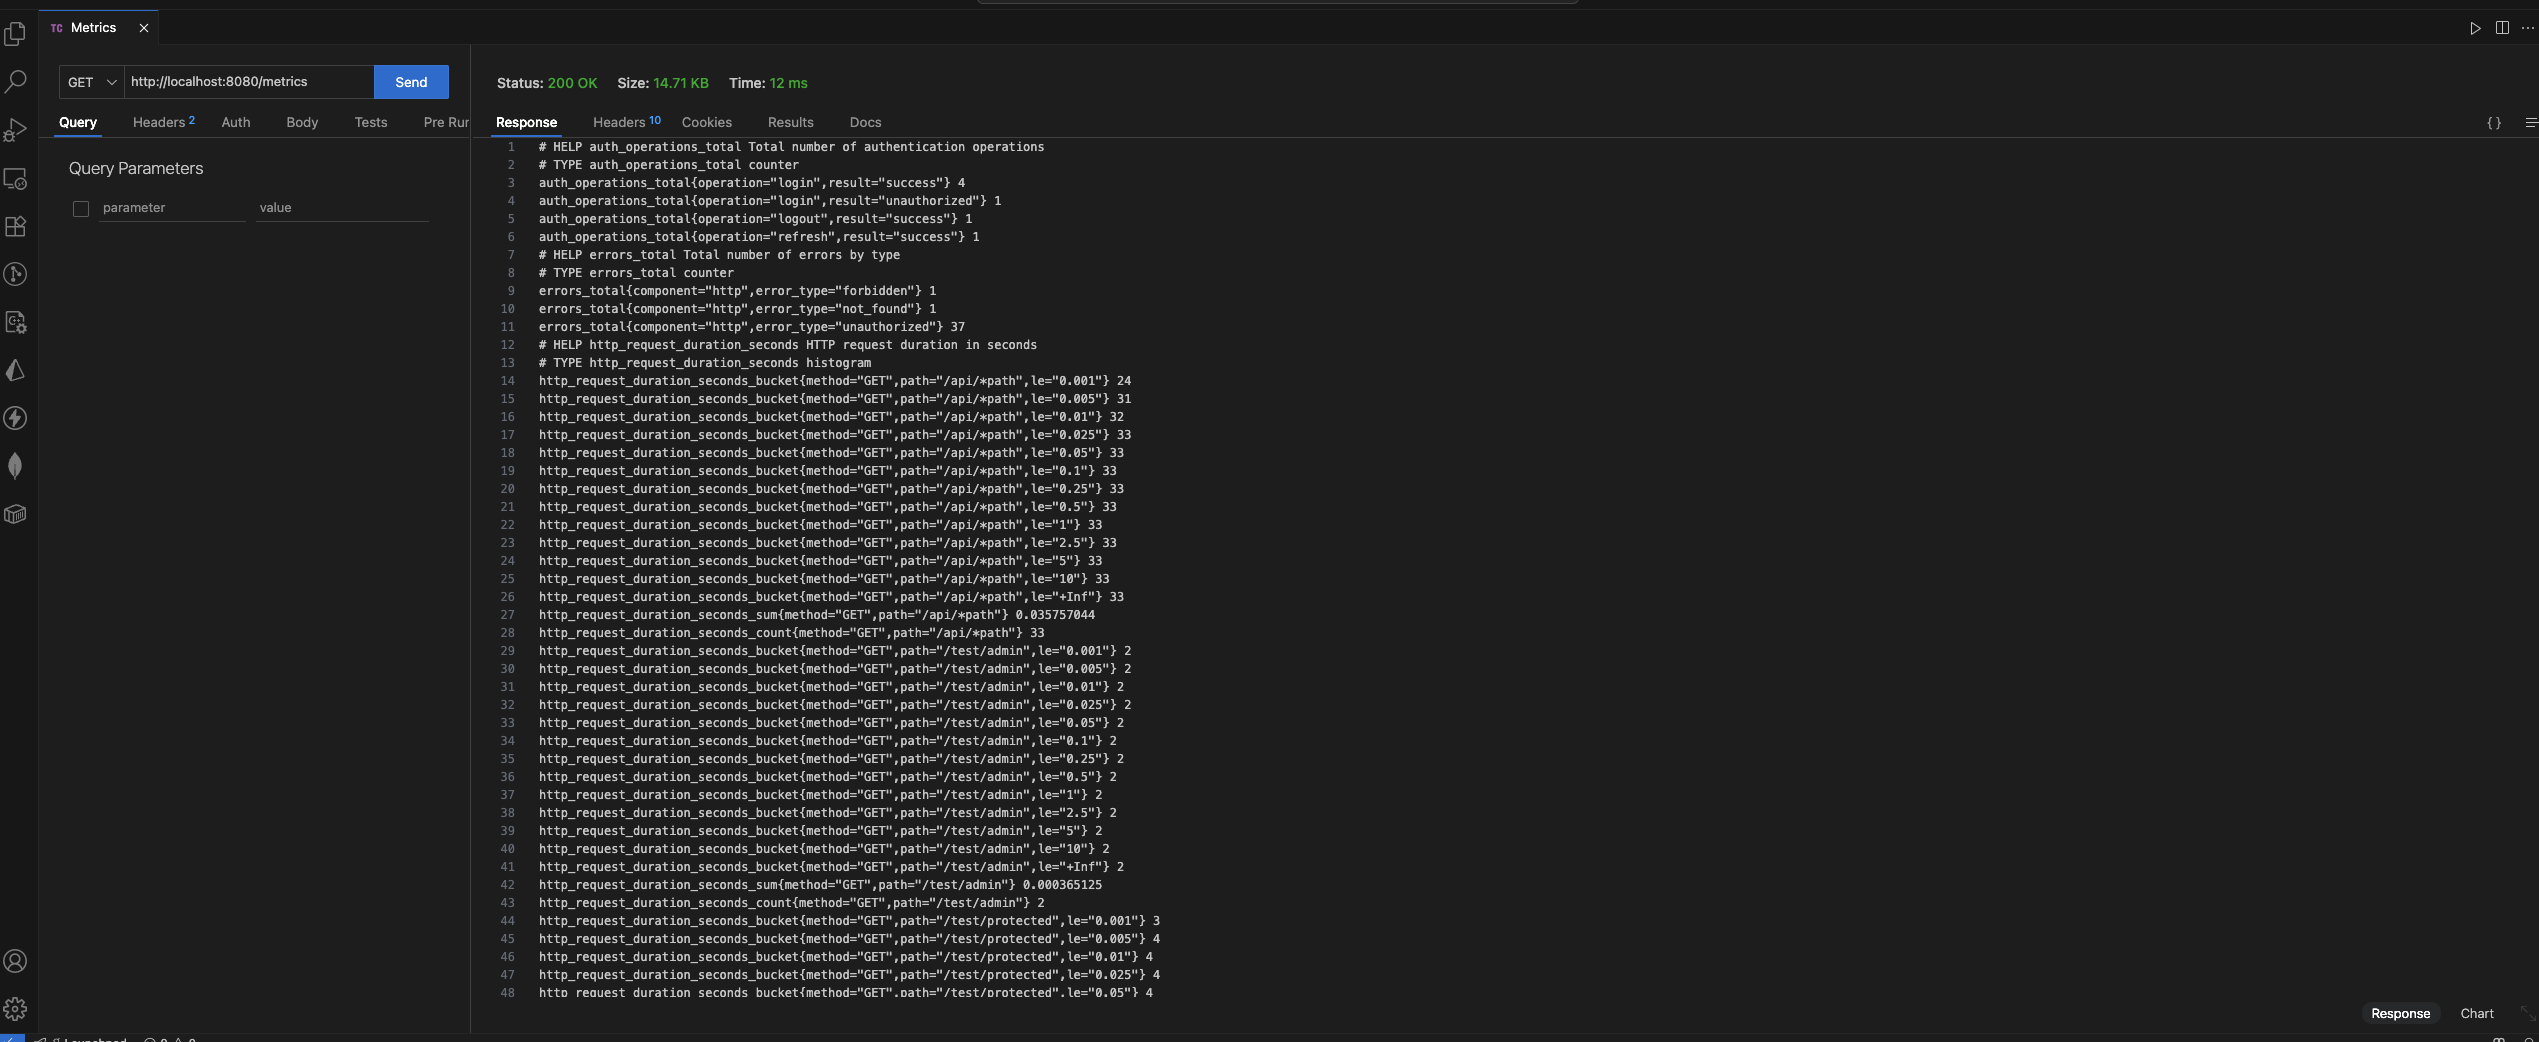 TC Metrics
GET http://localhost:8080/metrics Send
Query Headers 2 Auth Body Tests Pre Run
Query Parameters
parameter value
Status: 200 OK Size: 14.71 KB Time: 12 ms
Response Headers 10 Cookies Results Docs
{}
1 # HELP auth_operations_total Total number of authentication operations
2 # TYPE auth_operations_total counter
3 auth_operations_total{operation="login",result="success"} 4
4 auth_operations_total{operation="login",result="unauthorized"} 1
5 auth_operations_total{operation="logout",result="success"} 1
6 auth_operations_total{operation="refresh",result="success"} 1
7 # HELP errors_total Total number of errors by type
8 # TYPE errors_total counter
9 errors_total{component="http",error_type="forbidden"} 1
10 errors_total{component="http",error_type="not_found"} 1
11 errors_total{component="http",error_type="unauthorized"} 37
12 # HELP http_request_duration_seconds HTTP request duration in seconds
13 # TYPE http_request_duration_seconds histogram
14 http_request_duration_seconds_bucket{method="GET",path="/api/*path",le="0.001"} 24
15 http_request_duration_seconds_bucket{method="GET",path="/api/*path",le="0.005"} 31
16 http_request_duration_seconds_bucket{method="GET",path="/api/*path",le="0.01"} 32
17 http_request_duration_seconds_bucket{method="GET",path="/api/*path",le="0.025"} 33
18 http_request_duration_seconds_bucket{method="GET",path="/api/*path",le="0.05"} 33
19 http_request_duration_seconds_bucket{method="GET",path="/api/*path",le="0.1"} 33
20 http_request_duration_seconds_bucket{method="GET",path="/api/*path",le="0.25"} 33
21 http_request_duration_seconds_bucket{method="GET",path="/api/*path",le="0.5"} 33
22 http_request_duration_seconds_bucket{method="GET",path="/api/*path",le="1"} 33
23 http_request_duration_seconds_bucket{method="GET",path="/api/*path",le="2.5"} 33
24 http_request_duration_seconds_bucket{method="GET",path="/api/*path",le="5"} 33
25 http_request_duration_seconds_bucket{method="GET",path="/api/*path",le="10"} 33
26 http_request_duration_seconds_bucket{method="GET",path="/api/*path",le="+Inf"} 33
27 http_request_duration_seconds_sum{method="GET",path="/api/*path"} 0.035757044
28 http_request_duration_seconds_count{method="GET",path="/api/*path"} 33
29 http_request_duration_seconds_bucket{method="GET",path="/test/admin",le="0.001"} 2
30 http_request_duration_seconds_bucket{method="GET",path="/test/admin",le="0.005"} 2
31 http_request_duration_seconds_bucket{method="GET",path="/test/admin",le="0.01"} 2
32 http_request_duration_seconds_bucket{method="GET",path="/test/admin",le="0.025"} 2
33 http_request_duration_seconds_bucket{method="GET",path="/test/admin",le="0.05"} 2
34 http_request_duration_seconds_bucket{method="GET",path="/test/admin",le="0.1"} 2
35 http_request_duration_seconds_bucket{method="GET",path="/test/admin",le="0.25"} 2
36 http_request_duration_seconds_bucket{method="GET",path="/test/admin",le="0.5"} 2
37 http_request_duration_seconds_bucket{method="GET",path="/test/admin",le="1"} 2
38 http_request_duration_seconds_bucket{method="GET",path="/test/admin",le="2.5"} 2
39 http_request_duration_seconds_bucket{method="GET",path="/test/admin",le="5"} 2
40 http_request_duration_seconds_bucket{method="GET",path="/test/admin",le="10"} 2
41 http_request_duration_seconds_bucket{method="GET",path="/test/admin",le="+Inf"} 2
42 http_request_duration_seconds_sum{method="GET",path="/test/admin"} 0.000365125
43 http_request_duration_seconds_count{method="GET",path="/test/admin"} 2
44 http_request_duration_seconds_bucket{method="GET",path="/test/protected",le="0.001"} 3
45 http_request_duration_seconds_bucket{method="GET",path="/test/protected",le="0.005"} 4
46 http_request_duration_seconds_bucket{method="GET",path="/test/protected",le="0.01"} 4
47 http_request_duration_seconds_bucket{method="GET",path="/test/protected",le="0.025"} 4
48 http_request_duration_seconds_bucket{method="GET",path="/test/protected",le="0.05"} 4
Response Chart